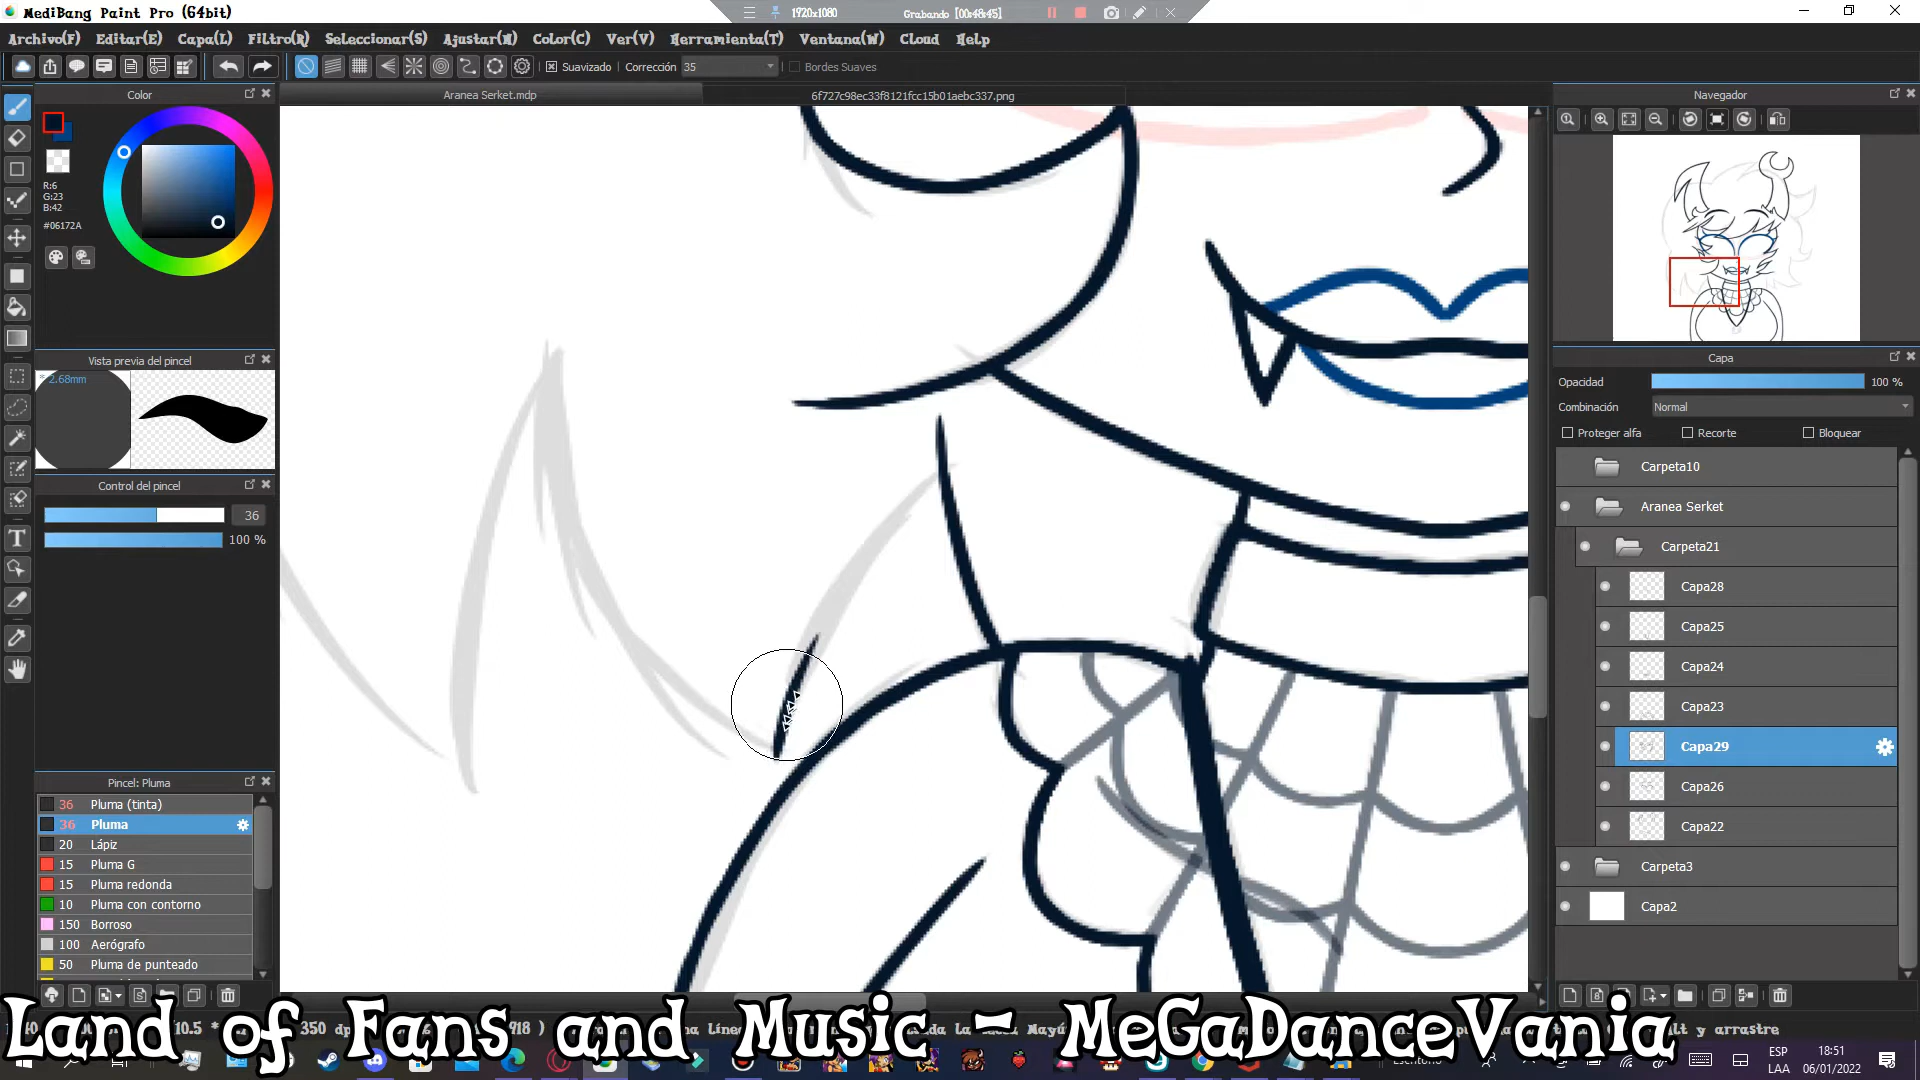 MediBang Paint Pro (64bit)
1920x1080
Grabando [00:48:45]
Archivo(F) Editar(E) Capa(L) Filtro(R) Seleccionar(S) Ajustar(N) Color(C) Ver(V) Herramienta(T) Ventana(W) Cloud Help
Suavizado Corrección 35 Bordes Suaves
Color
Aranea Serket.mdp
6f727c98ec33f8121fcc15b01aebc337.png
Navegador
R:6
G:23
B:42
#06172A
Vista previa del pincel
2.68mm
Control del pincel
36
100 %
Pincel: Pluma
36 Pluma (tinta)
36 Pluma
20 Lápiz
15 Pluma G
15 Pluma redonda
10 Pluma con contorno
150 Borroso
100 Aerógrafo
50 Pluma de punteado
Capa
Opacidad 100 %
Combinación Normal
Proteger alfa Recorte Bloquear
Carpeta10
Aranea Serket
Carpeta21
Capa28
Capa25
Capa24
Capa23
Capa29
Capa26
Capa22
Carpeta3
Capa2
Land of Fans and Music - MeGaDanceVania
y arrastre
ESP
LAA
18:51
06/01/2022